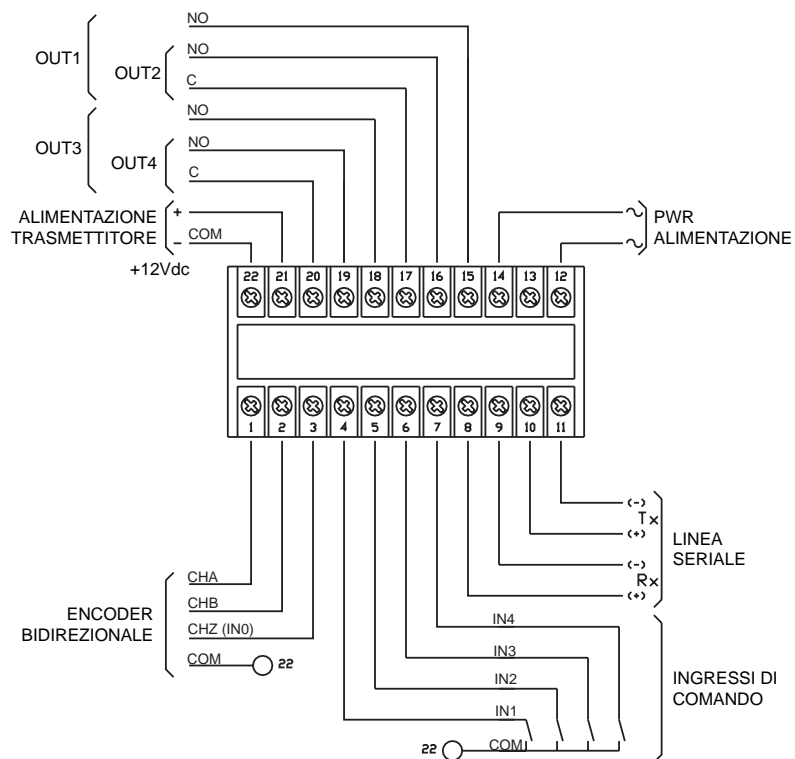 NO
OUT1
NO
OUT2
C
NO
OUT3
NO
OUT4
C
ALIMENTAZIONE
TRASMETTITORE
+
− COM
+12Vdc
~ PWR
~ ALIMENTAZIONE
22 21 20 19 18 17 16 15 14 13 12
1 2 3 4 5 6 7 8 9 10 11
(-)
Tx
(+)
(-)
Rx
(+)
LINEA
SERIALE
ENCODER
BIDIREZIONALE
CHA
CHB
CHZ (IN0)
COM 22
IN4
IN3
IN2
IN1
22 COM
INGRESSI DI
COMANDO